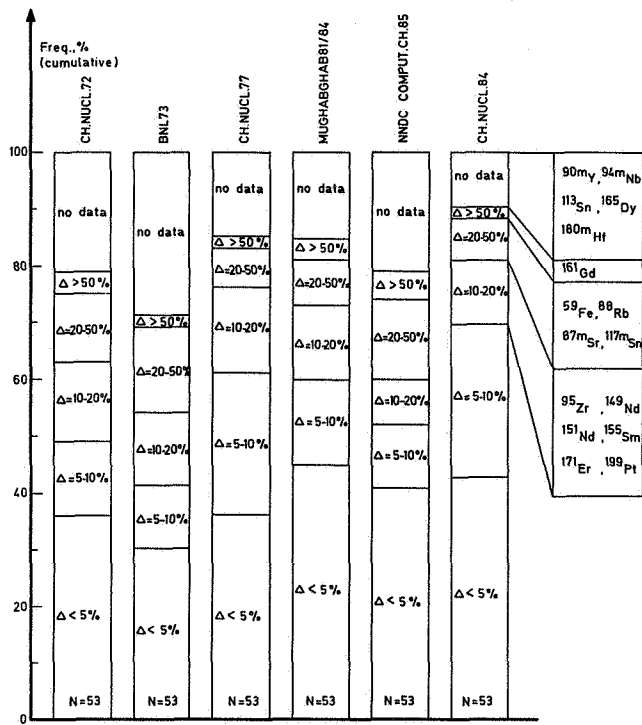 Freq.,%
(cumulative)
CH.NUCL.72
BNL73
CH.NUCL.77
MUGHABGHAB81/84
NNDC COMPUT.CH.85
CH.NUCL.84
100
80
60
40
20
0
no data
Δ >50%
Δ=20-50%
Δ=10-20%
Δ=5-10%
Δ < 5%
N=53
no data
Δ >50%
Δ=20-50%
Δ=10-20%
Δ=5-10%
Δ < 5%
N=53
no data
Δ >50%
Δ=20-50%
Δ=10-20%
Δ=5-10%
Δ < 5%
N=53
no data
Δ >50%
Δ=20-50%
Δ=10-20%
Δ=5-10%
Δ < 5%
N=53
no data
Δ >50%
Δ=20-50%
Δ=10-20%
Δ=5-10%
Δ < 5%
N=53
no data
Δ >50%
Δ=20-50%
Δ=10-20%
Δ=5-10%
Δ < 5%
N=53
⁹⁰ᵐY ,⁹⁴ᵐNb
¹¹³Sn ,¹⁶⁵Dy
¹⁸⁰ᵐHf
¹⁶¹Gd
⁵⁹Fe ,⁸⁸Rb
⁸⁷ᵐSr ,¹¹⁷ᵐSn
⁹⁵Zr ,¹⁴⁹Nd
¹⁵¹Nd ,¹⁵⁵Sm
¹⁷¹Er ,¹⁹⁹Pt